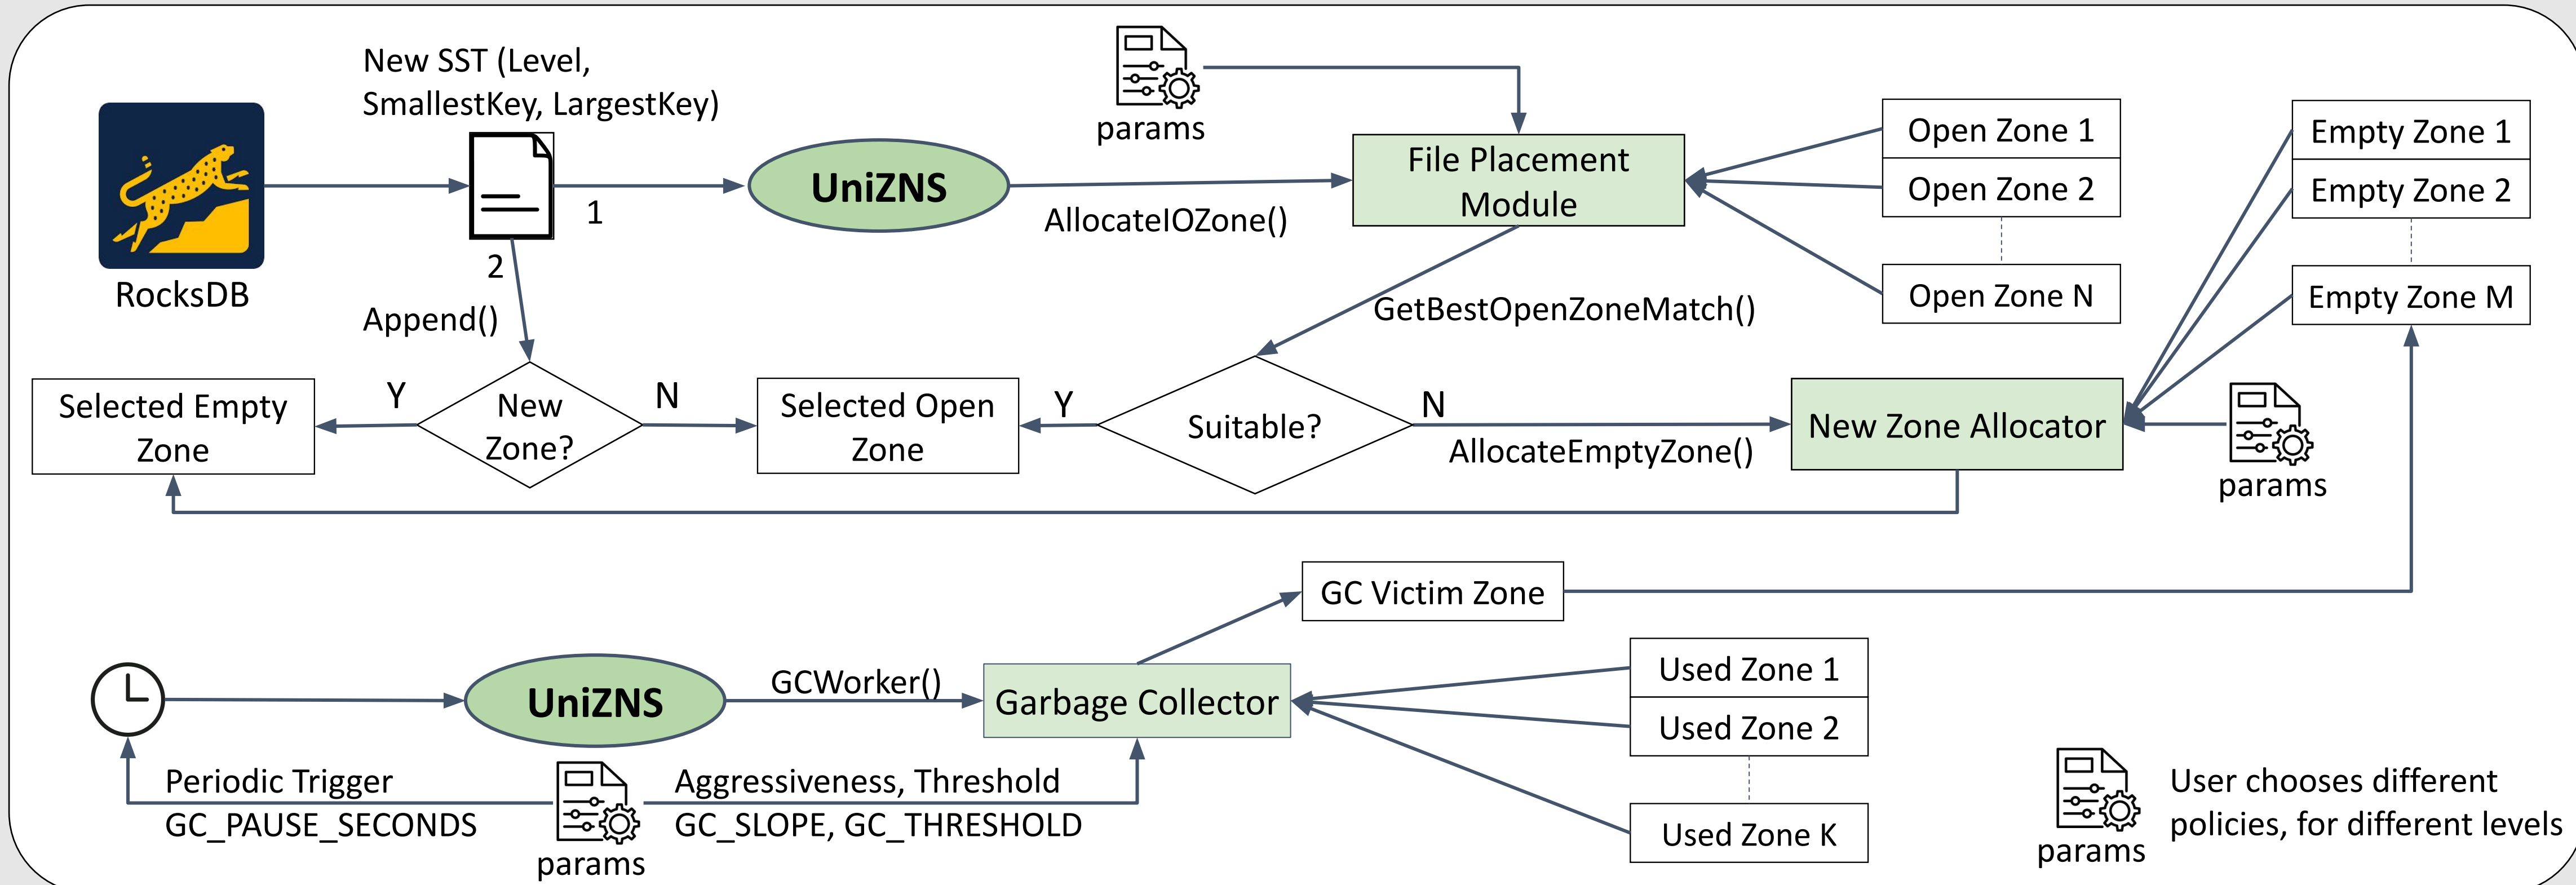 New SST (Level,
SmallestKey, LargestKey)
params
RocksDB
1
2
UniZNS
AllocateIOZone()
File Placement
Module
Open Zone 1
Open Zone 2
Open Zone N
Empty Zone 1
Empty Zone 2
Empty Zone M
Append()
GetBestOpenZoneMatch()
Selected Empty
Zone
Y
New
Zone?
N
Selected Open
Zone
Y
Suitable?
N
AllocateEmptyZone()
New Zone Allocator
params
GC Victim Zone
UniZNS
GCWorker()
Garbage Collector
Used Zone 1
Used Zone 2
Used Zone K
Periodic Trigger
GC_PAUSE_SECONDS
params
Aggressiveness, Threshold
GC_SLOPE, GC_THRESHOLD
params
User chooses different
policies, for different levels